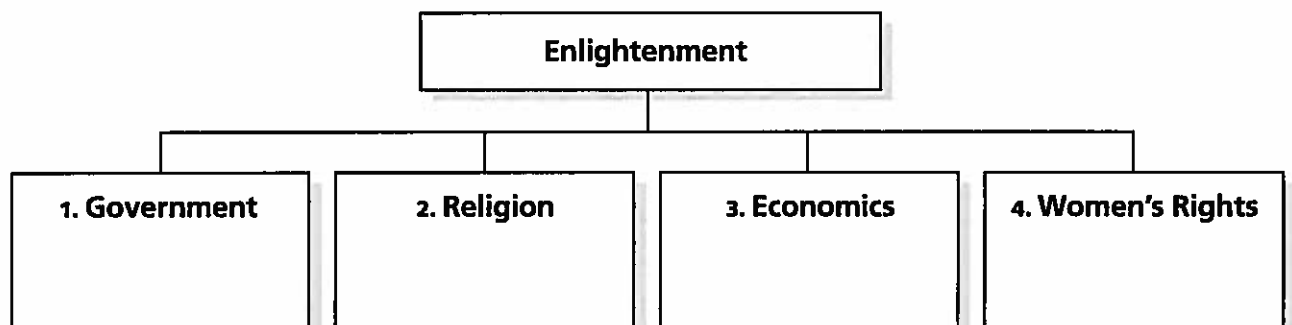 Enlightenment
1. Government
2. Religion
3. Economics
4. Women's Rights